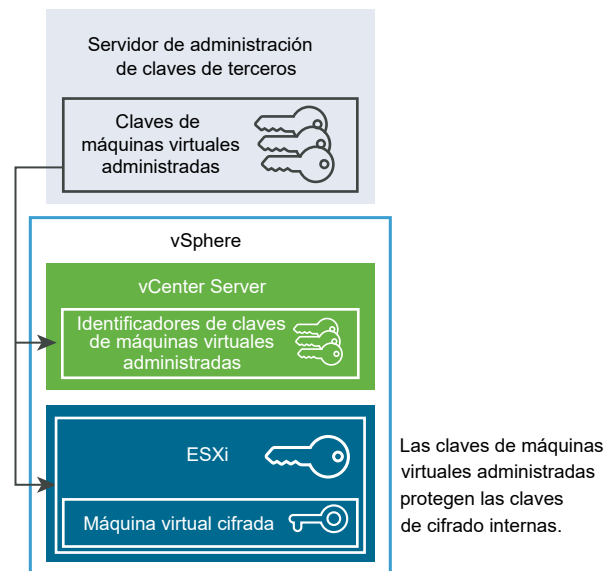 Servidor de administración
de claves de terceros
Claves de
máquinas virtuales
administradas
vSphere
vCenter Server
Identificadores de claves
de máquinas virtuales
administradas
ESXi
Máquina virtual cifrada
Las claves de máquinas
virtuales administradas
protegen las claves
de cifrado internas.